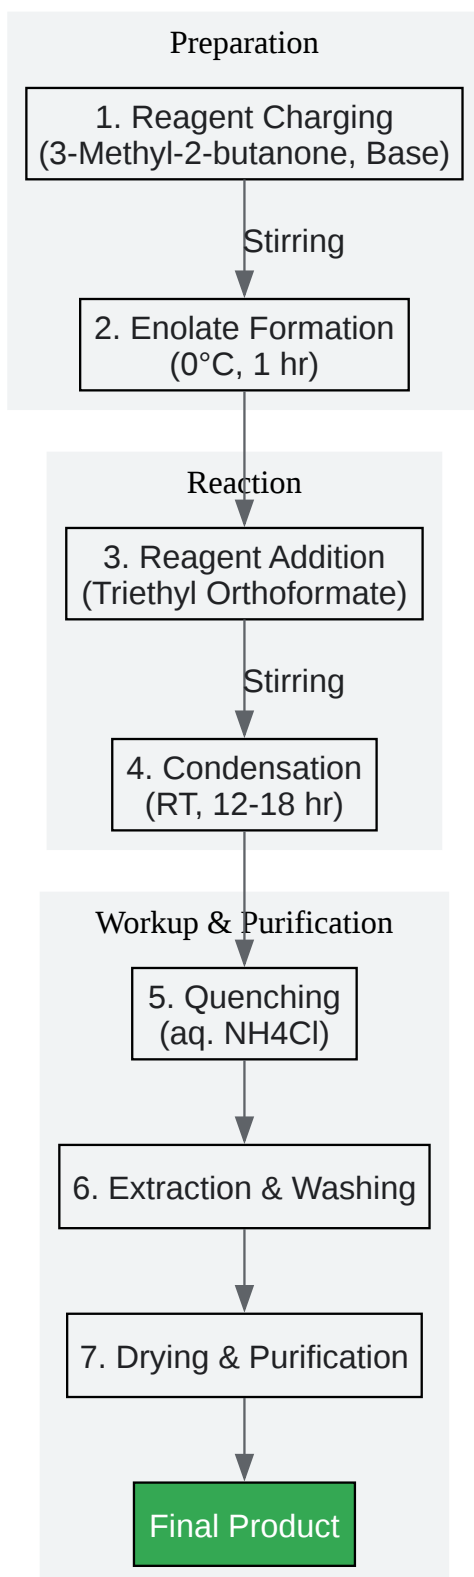 Preparation
1. Reagent Charging
(3-Methyl-2-butanone, Base)
Stirring
2. Enolate Formation
(0°C, 1 hr)
Reaction
3. Reagent Addition
(Triethyl Orthoformate)
Stirring
4. Condensation
(RT, 12-18 hr)
Workup & Purification
5. Quenching
(aq. NH4Cl)
6. Extraction & Washing
7. Drying & Purification
Final Product